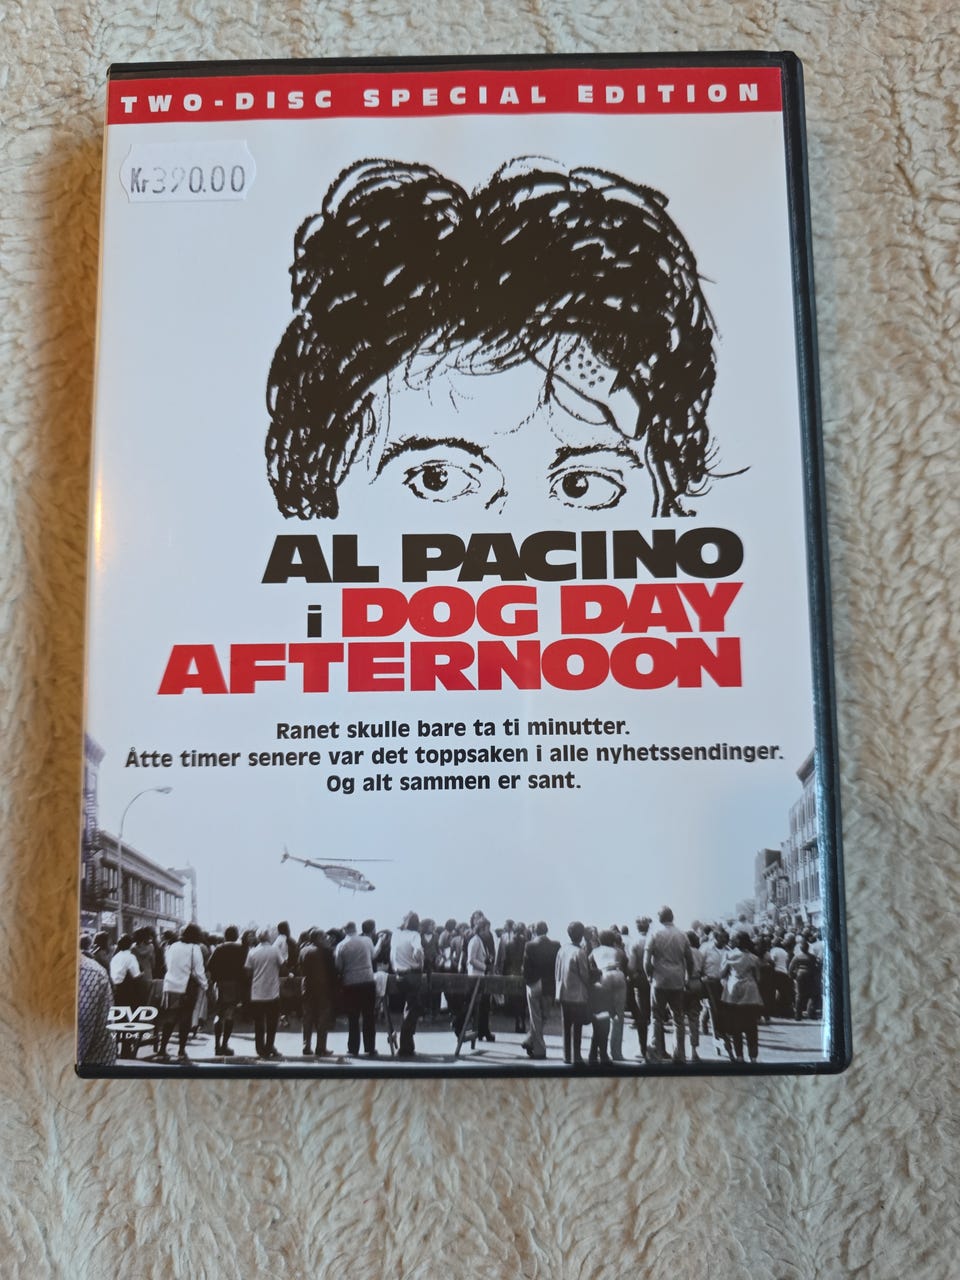 TWO-DISC SPECIAL EDITION
Kr390.00
AL PACINO
i DOG DAY
AFTERNOON
Ranet skulle bare ta ti minutter.
Åtte timer senere var det toppsaken i alle nyhetssendinger.
Og alt sammen er sant.
DVD
VIDEO